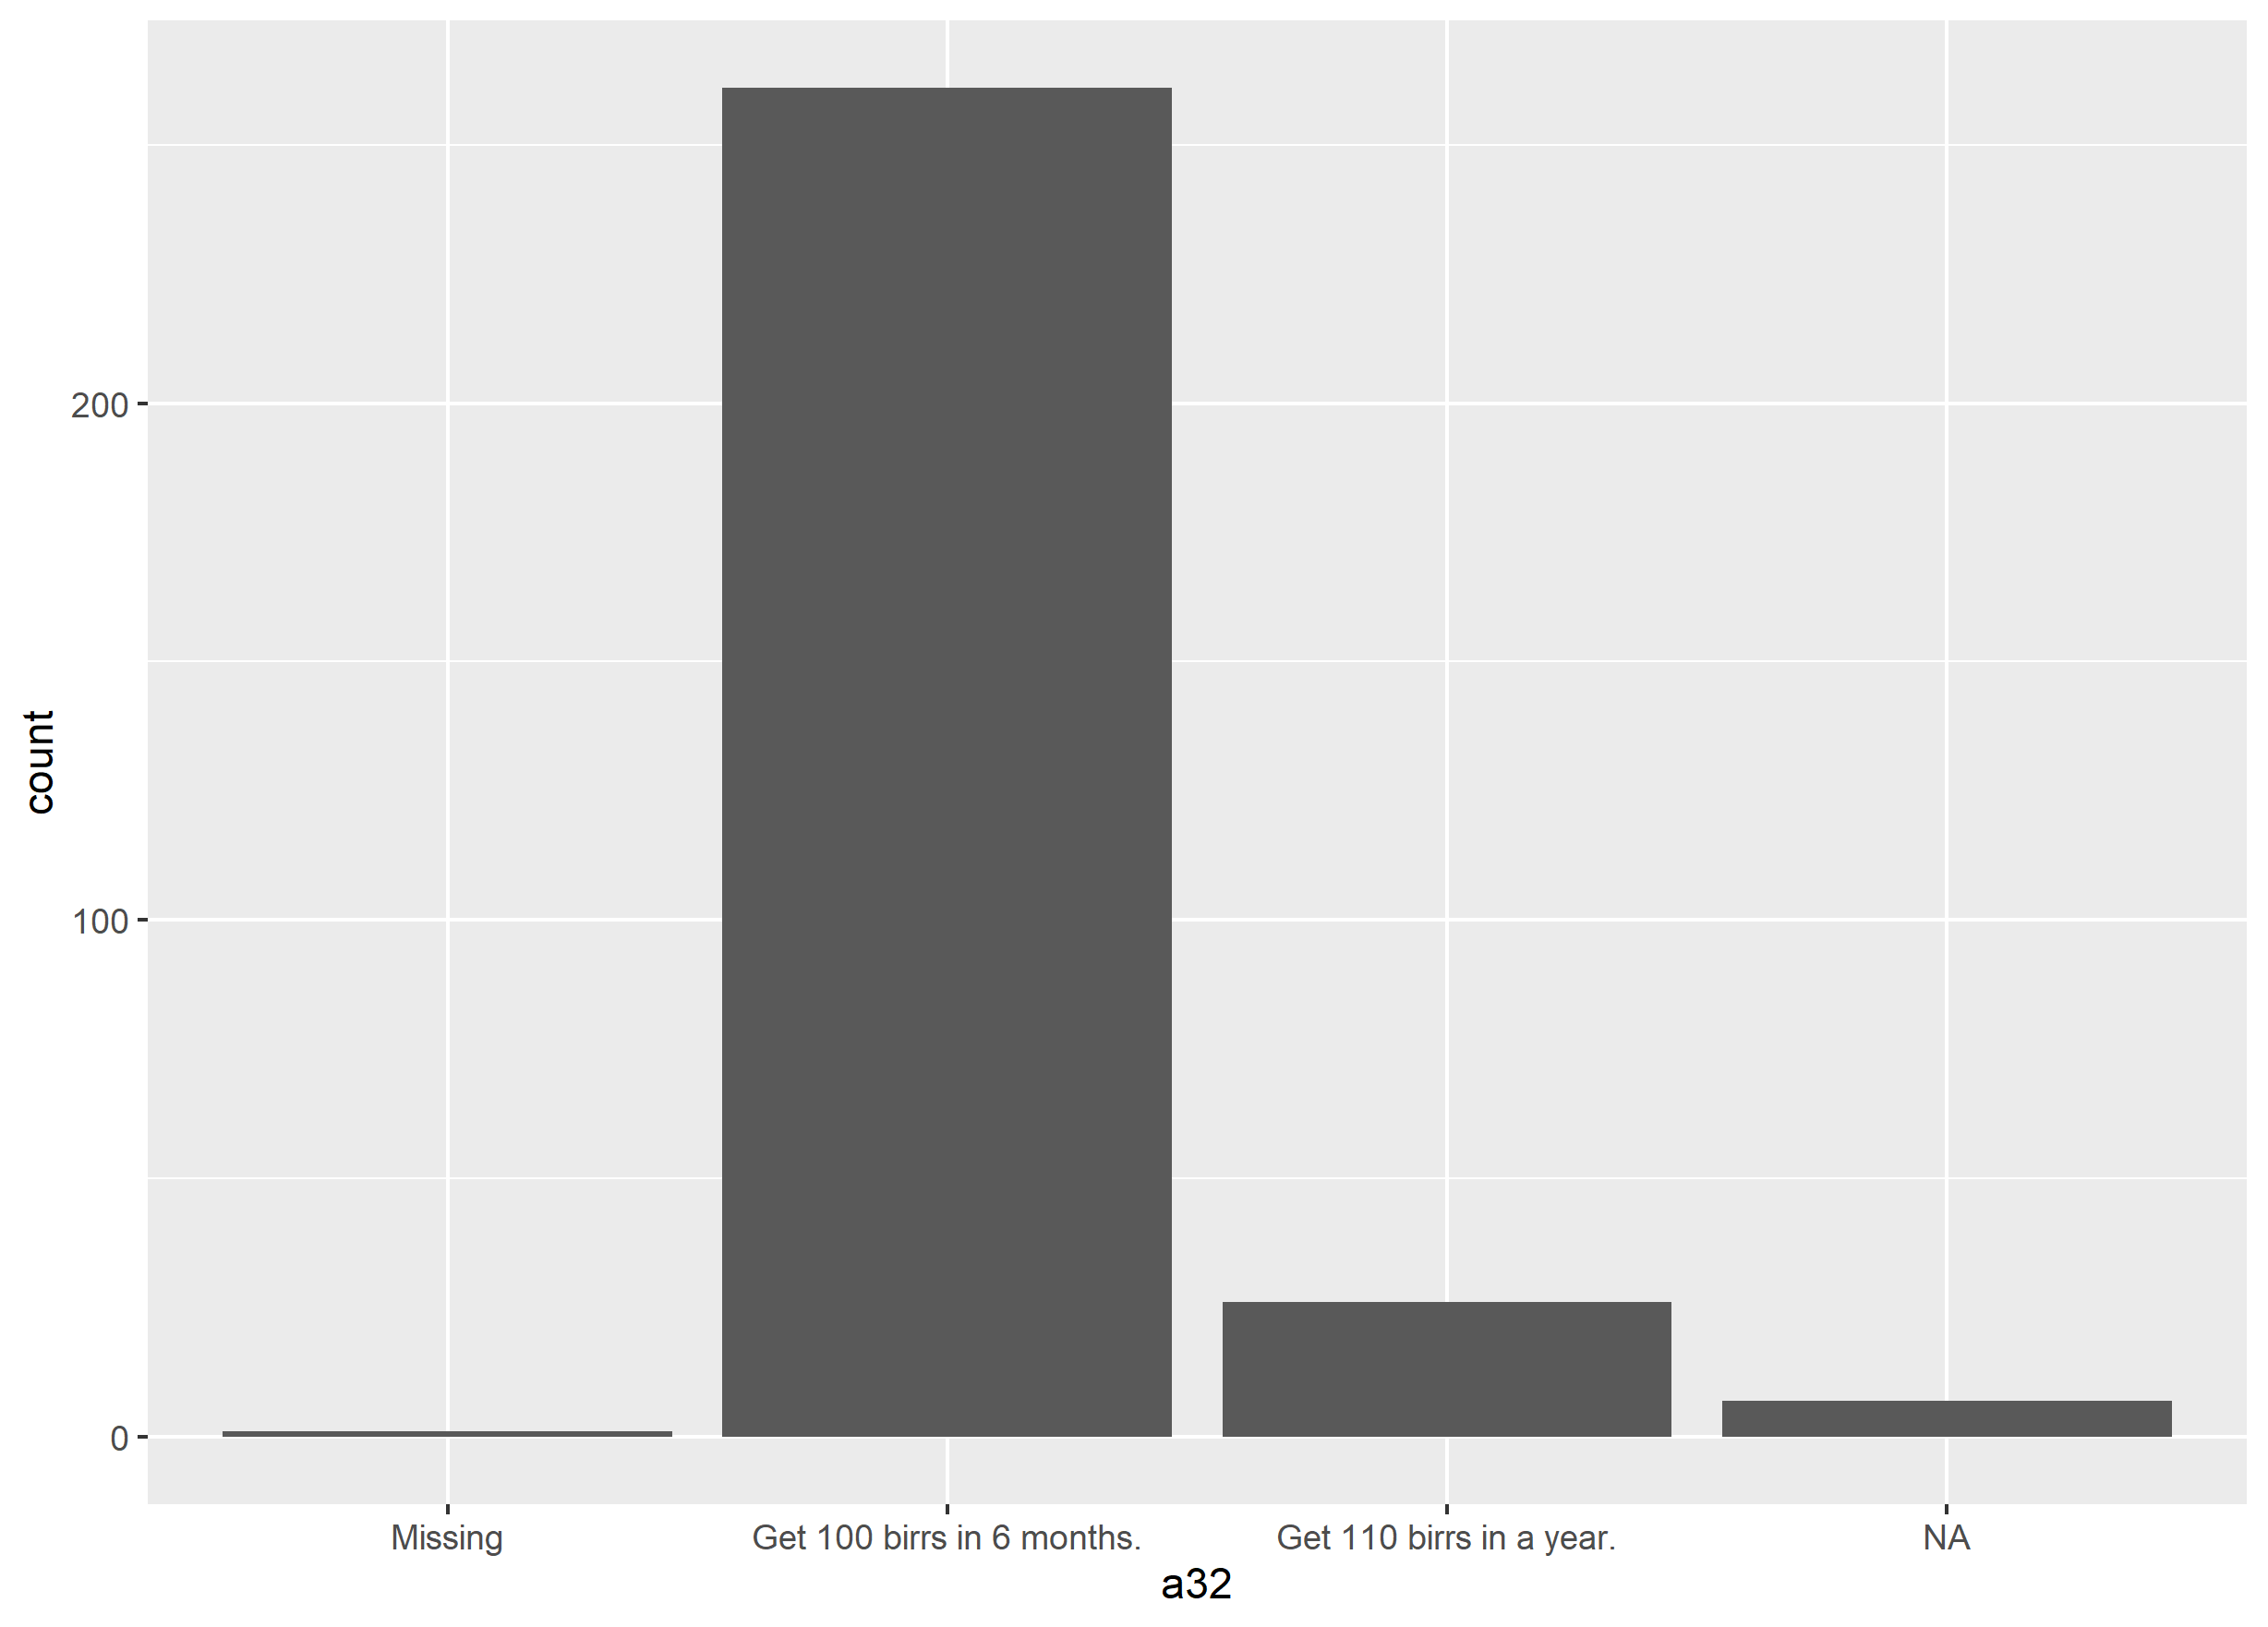 count
200
100
0
Missing
Get 100 birrs in 6 months.
Get 110 birrs in a year.
NA
a32